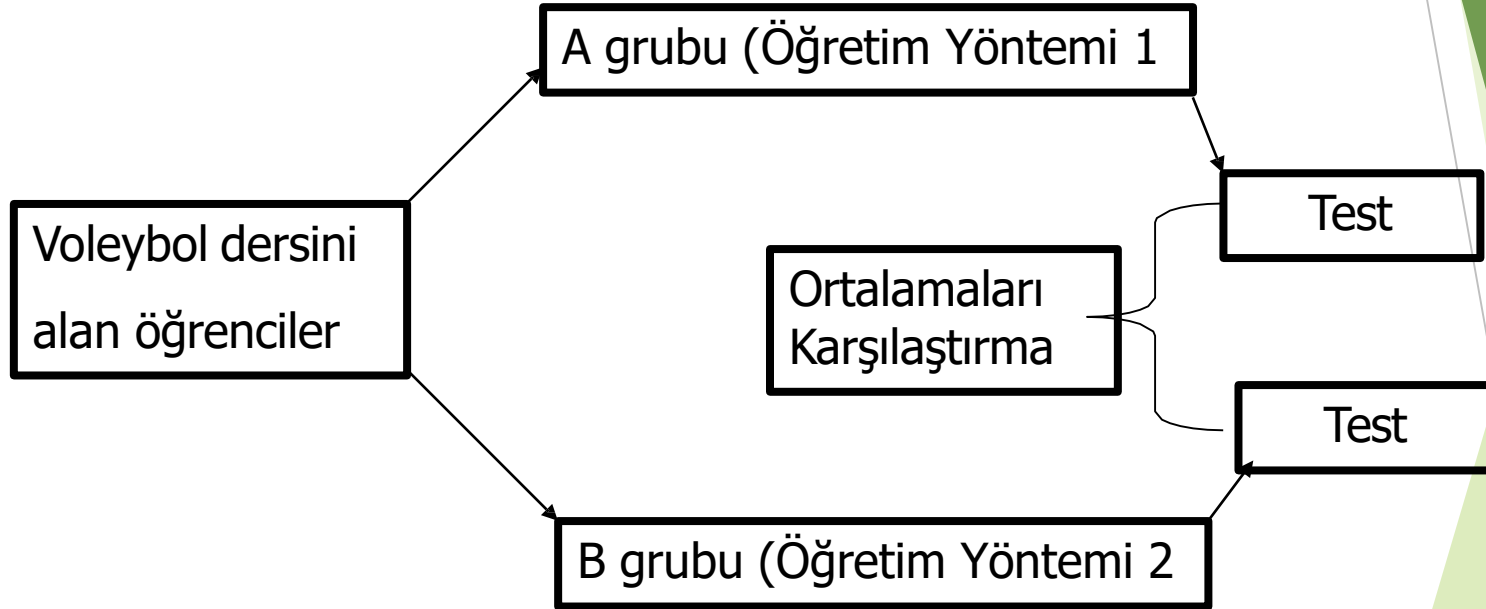 A grubu (Öğretim Yöntemi 1
Voleybol dersini
alan öğrenciler
Test
Ortalamaları
Karşılaştırma
Test
B grubu (Öğretim Yöntemi 2